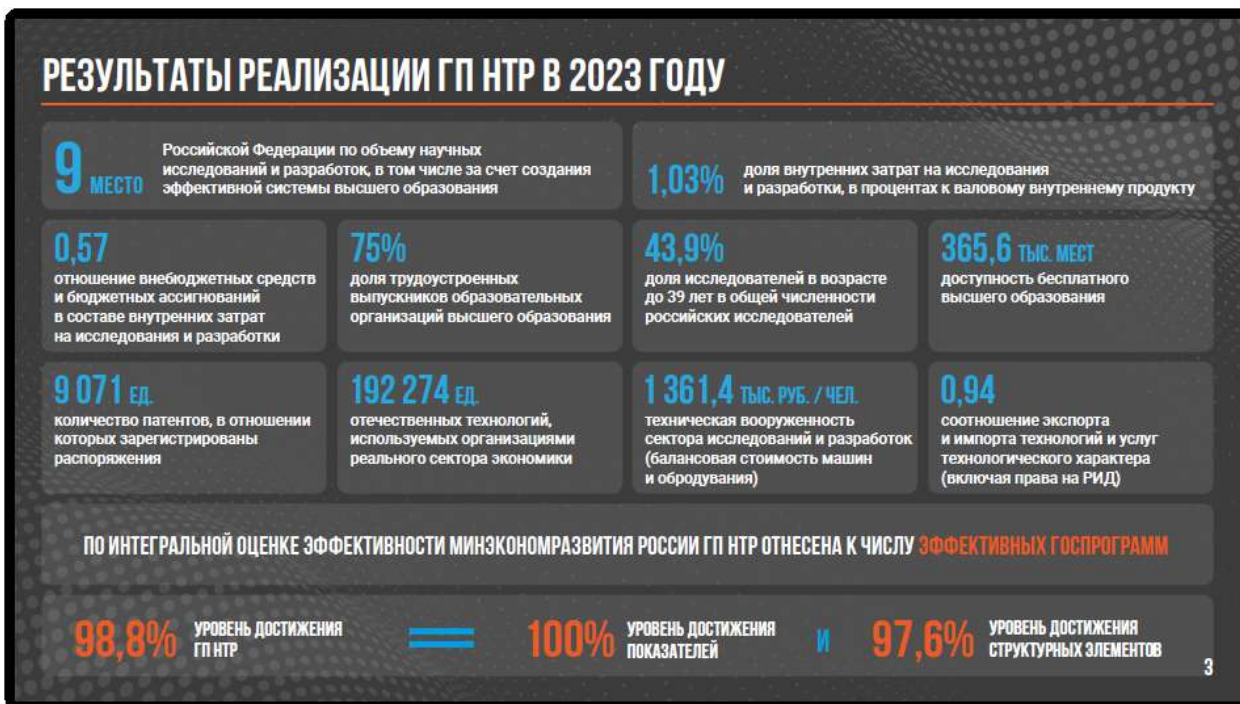 РЕЗУЛЬТАТЫ РЕАЛИЗАЦИИ ГП НТР В 2023 ГОДУ
9 МЕСТО
Российской Федерации по объему научных
исследований и разработок, в том числе за счет создания
эффективной системы высшего образования
1,03%
доля внутренних затрат на исследования
и разработки, в процентах к валовому внутреннему продукту
0,57
отношение внебюджетных средств
и бюджетных ассигнований
в составе внутренних затрат
на исследования и разработки
75%
доля трудоустроенных
выпускников образовательных
организаций высшего образования
43,9%
доля исследователей в возрасте
до 39 лет в общей численности
российских исследователей
365,6 ТЫС. МЕСТ
доступность бесплатного
высшего образования
9 071 ЕД.
количество патентов, в отношении
которых зарегистрированы
распоряжения
192 274 ЕД.
отечественных технологий,
используемых организациями
реального сектора экономики
1 361,4 ТЫС. РУБ. / ЧЕЛ.
техническая вооруженность
сектора исследований и разработок
(балансовая стоимость машин
и обродувания)
0,94
соотношение экспорта
и импорта технологий и услуг
технологического характера
(включая права на РИД)
ПО ИНТЕГРАЛЬНОЙ ОЦЕНКЕ ЭФФЕКТИВНОСТИ МИНЭКОНОМРАЗВИТИЯ РОССИИ ГП НТР ОТНЕСЕНА К ЧИСЛУ ЭФФЕКТИВНЫХ ГОСПРОГРАММ
98,8%
УРОВЕНЬ ДОСТИЖЕНИЯ
ГП НТР
=
100%
УРОВЕНЬ ДОСТИЖЕНИЯ
ПОКАЗАТЕЛЕЙ
И
97,6%
УРОВЕНЬ ДОСТИЖЕНИЯ
СТРУКТУРНЫХ ЭЛЕМЕНТОВ
3